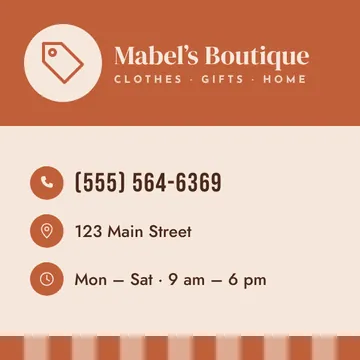 Mabel's Boutique
CLOTHES · GIFTS · HOME
(555) 564-6369
123 Main Street
Mon – Sat · 9 am – 6 pm